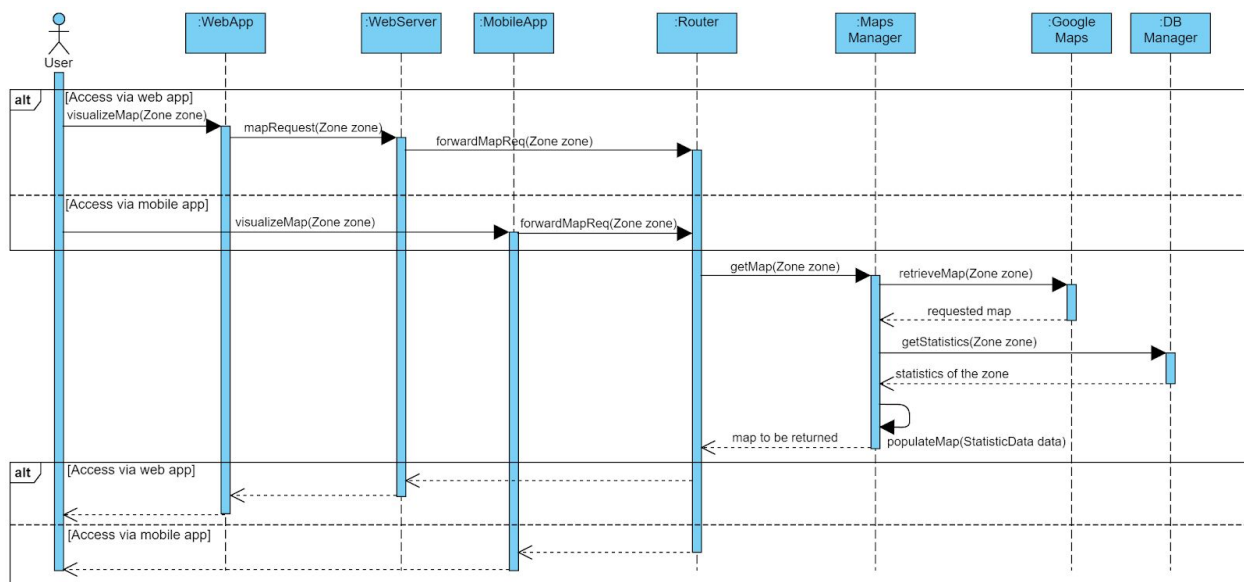 :WebApp
:WebServer
:MobileApp
:Router
:Maps
Manager
:Google
Maps
:DB
Manager
User
alt
[Access via web app]
visualizeMap(Zone zone)
mapRequest(Zone zone)
forwardMapReq(Zone zone)
[Access via mobile app]
visualizeMap(Zone zone)
forwardMapReq(Zone zone)
getMap(Zone zone)
retrieveMap(Zone zone)
requested map
getStatistics(Zone zone)
statistics of the zone
map to be returned
populateMap(StatisticData data)
alt
[Access via web app]
[Access via mobile app]